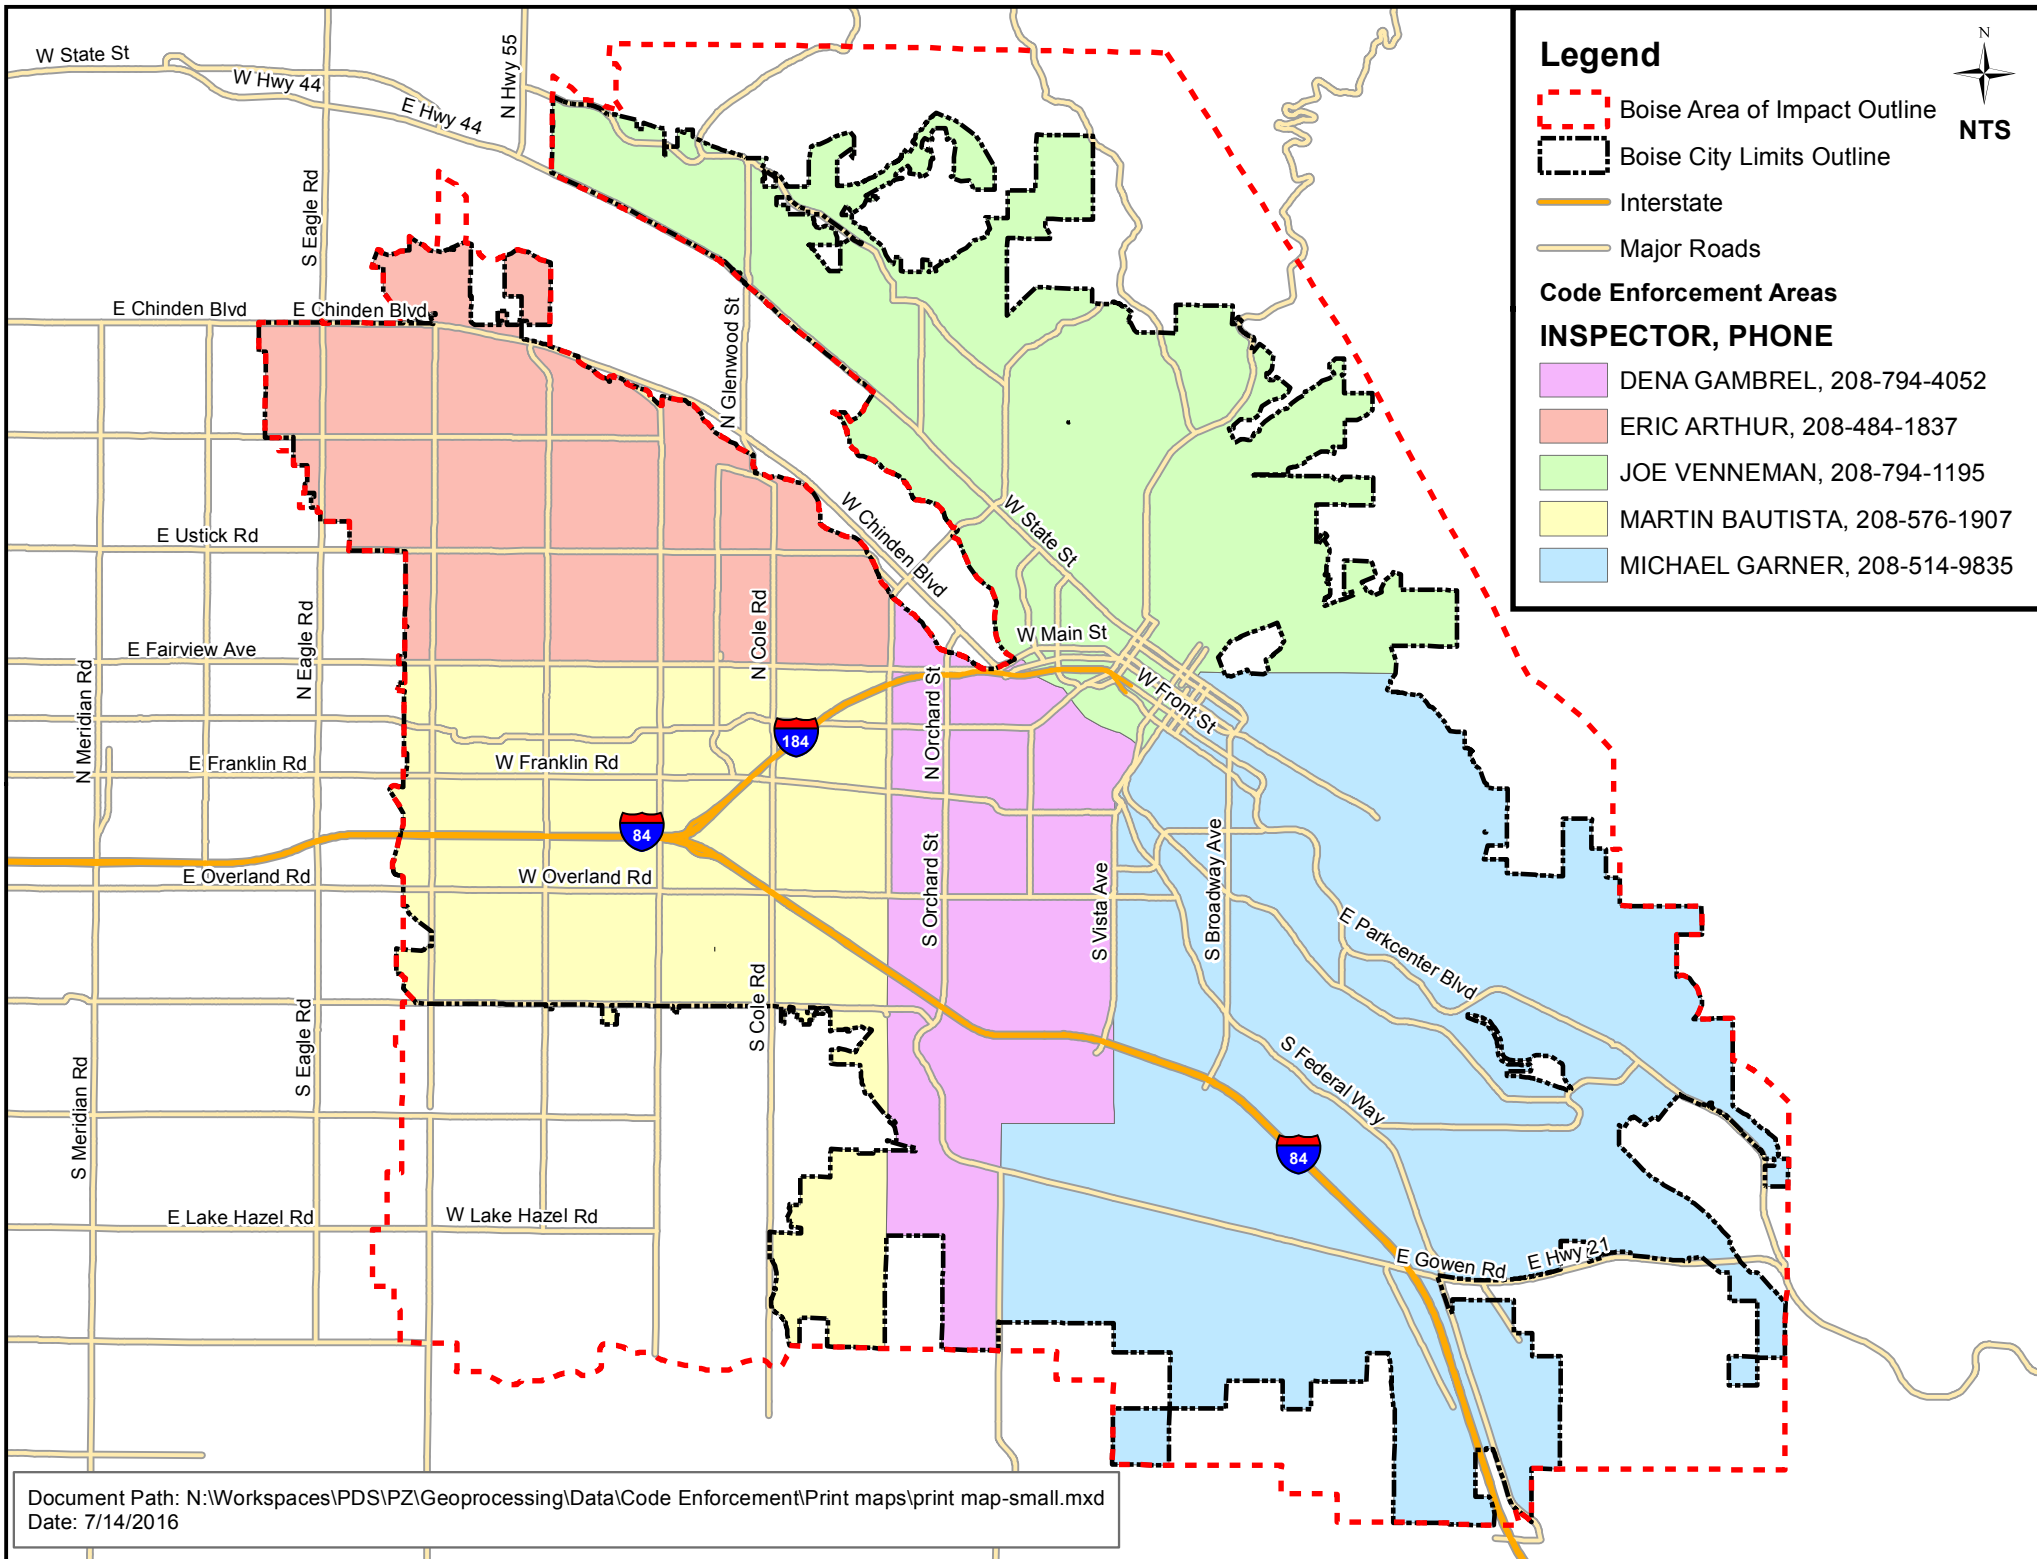 W State St
W Hwy 44
E Hwy 44
N Hwy 55
S Eagle Rd
E Chinden Blvd
E Chinden Blvd
N Glenwood St
W Chinden Blvd
W State St
E Ustick Rd
N Eagle Rd
N Cole Rd
W Main St
E Fairview Ave
N Meridian Rd
N Orchard St
W Front St
184
E Franklin Rd
W Franklin Rd
84
E Overland Rd
W Overland Rd
S Orchard St
S Vista Ave
S Broadway Ave
E Parkcenter Blvd
S Cole Rd
S Eagle Rd
S Meridian Rd
S Federal Way
84
E Lake Hazel Rd
W Lake Hazel Rd
E Gowen Rd
E Hwy 21
Legend
N
NTS
Boise Area of Impact Outline
Boise City Limits Outline
Interstate
Major Roads
Code Enforcement Areas
INSPECTOR, PHONE
DENA GAMBREL, 208-794-4052
ERIC ARTHUR, 208-484-1837
JOE VENNEMAN, 208-794-1195
MARTIN BAUTISTA, 208-576-1907
MICHAEL GARNER, 208-514-9835
Document Path: N:\Workspaces\PDS\PZ\Geoprocessing\Data\Code Enforcement\Print maps\print map-small.mxd
Date: 7/14/2016